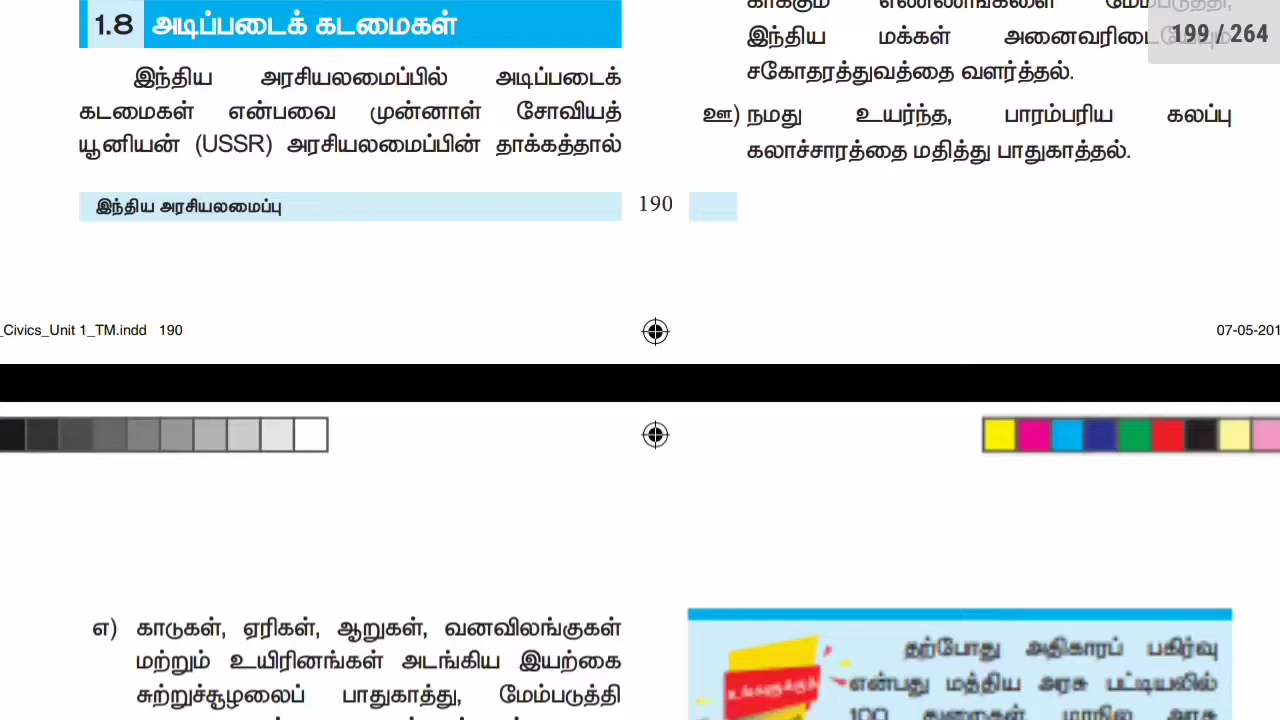 1.8 அடிப்படைக் கடமைகள்
இந்திய அரசியலமைப்பில் அடிப்படைக்
கடமைகள் என்பவை முன்னாள் சோவியத்
யூனியன் (USSR) அரசியலமைப்பின் தாக்கத்தால்
இந்திய மக்கள்
சகோதரத்துவத்தை வளர்த்தல்.
ஊ) நமது உயர்ந்த, பாரம்பரிய கலப்பு
கலாச்சாரத்தை மதித்து பாதுகாத்தல்.
199 / 264
இந்திய அரசியலமைப்பு
190
_Civics_Unit 1_TM.indd 190
07-05-201
எ) காடுகள், ஏரிகள், ஆறுகள், வனவிலங்குகள்
மற்றும் உயிரினங்கள் அடங்கிய இயற்கை
சுற்றுச்சூழலைப் பாதுகாத்து, மேம்படுத்தி
தற்போது அதிகாரப் பகிர்வு
என்பது மத்திய அரசு பட்டியலில்